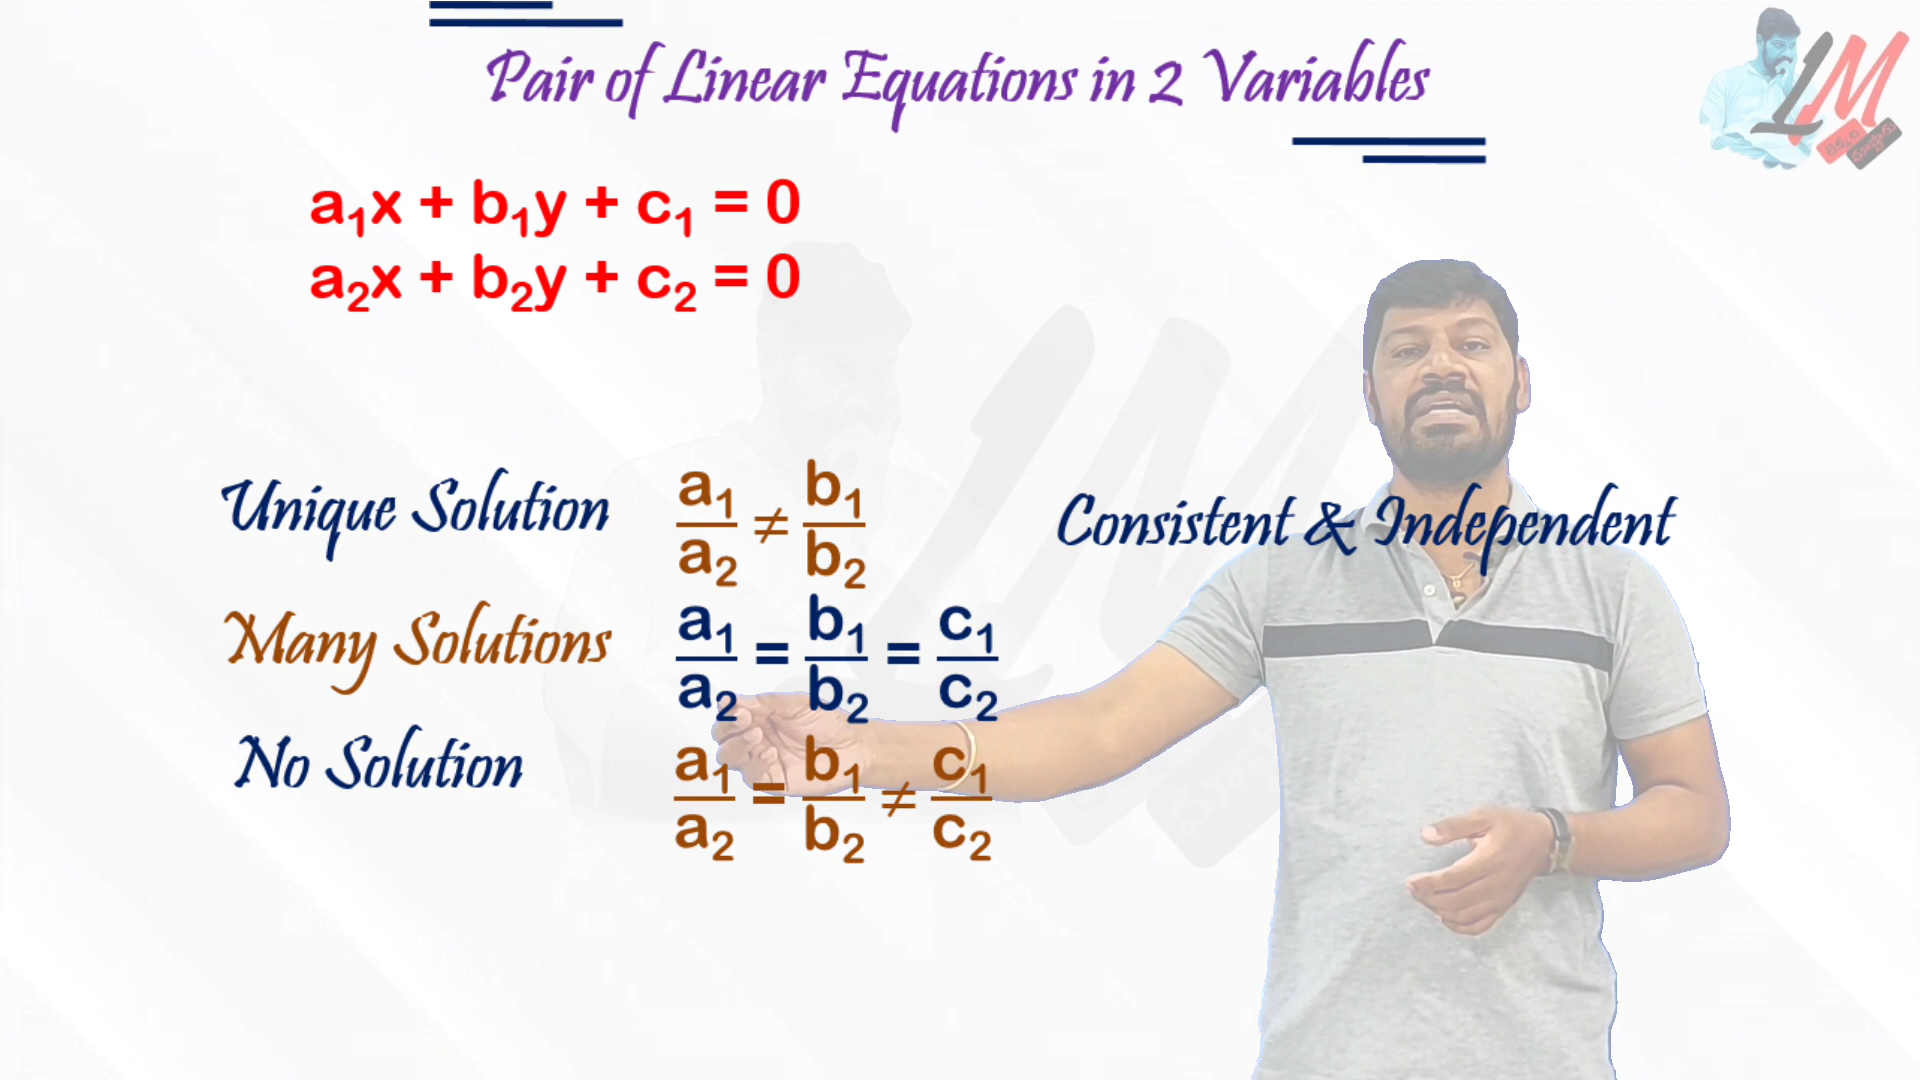 Pair of Linear Equations in 2 Variables
LM
a₁x + b₁y + c₁ = 0
a₂x + b₂y + c₂ = 0
Unique Solution a₁/a₂ ≠ b₁/b₂ Consistent & Independent
Many Solutions a₁/a₂ = b₁/b₂ = c₁/c₂
No Solution a₁/a₂ = b₁/b₂ ≠ c₁/c₂